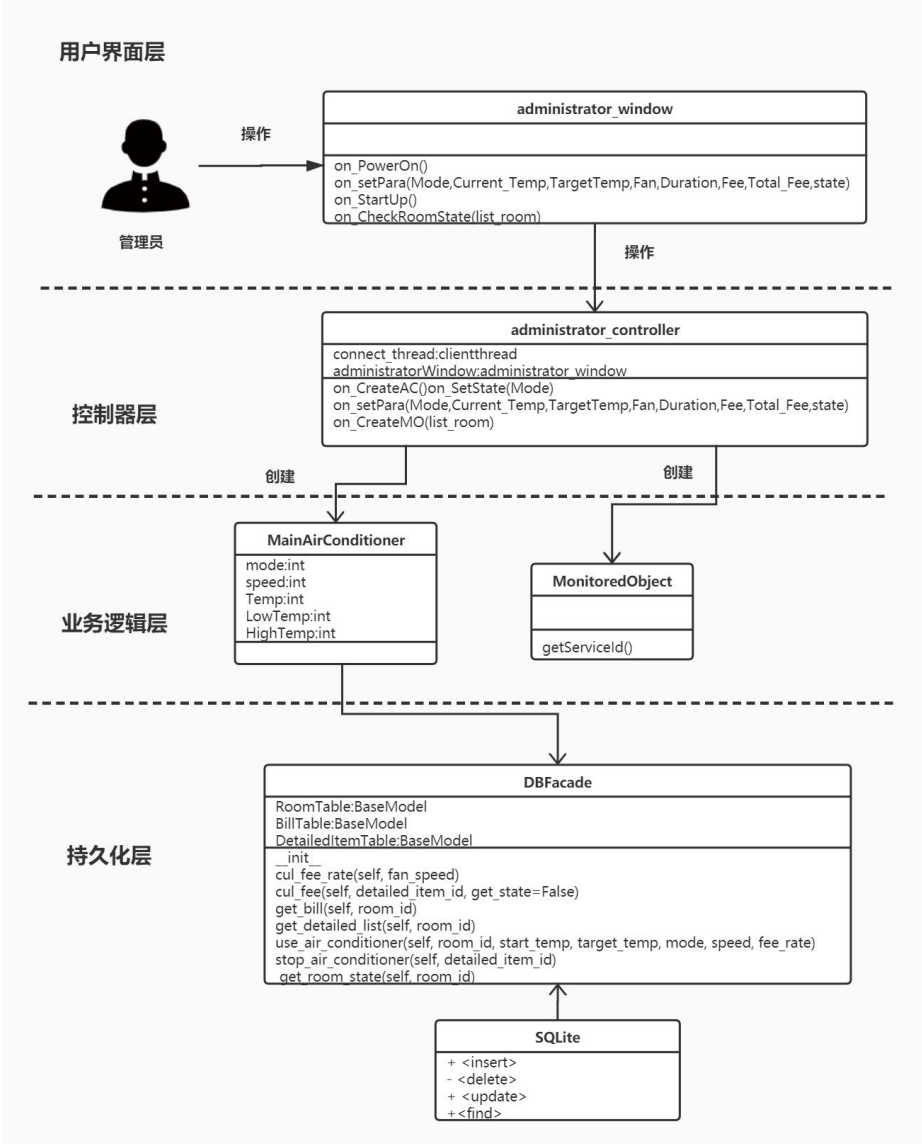 用户界面层
操作
管理员
administrator_window
on_PowerOn()
on_setPara(Mode,Current_Temp,TargetTemp,Fan,Duration,Fee,Total_Fee,state)
on_StartUp()
on_CheckRoomState(list_room)
操作
administrator_controller
connect_thread:clientthread
administratorWindow:administrator_window
on_CreateAC()on_SetState(Mode)
on_setPara(Mode,Current_Temp,TargetTemp,Fan,Duration,Fee,Total_Fee,state)
on_CreateMO(list_room)
控制器层
创建
创建
MainAirConditioner
mode:int
speed:int
Temp:int
LowTemp:int
HighTemp:int
MonitoredObject
getServiceId()
业务逻辑层
DBFacade
RoomTable:BaseModel
BillTable:BaseModel
DetailedItemTable:BaseModel
__init__
cul_fee_rate(self, fan_speed)
cul_fee(self, detailed_item_id, get_state=False)
get_bill(self, room_id)
get_detailed_list(self, room_id)
use_air_conditioner(self, room_id, start_temp, target_temp, mode, speed, fee_rate)
stop_air_conditioner(self, detailed_item_id)
get_room_state(self, room_id)
持久化层
SQLite
+ <insert>
- <delete>
+ <update>
+<find>